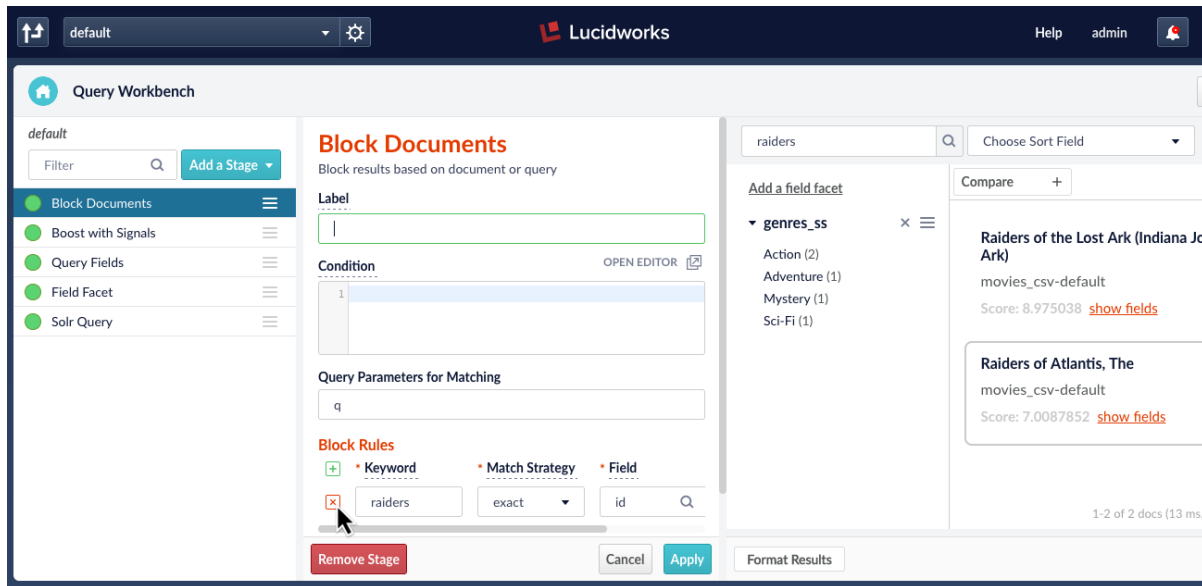 default
Lucidworks
Help
admin
Query Workbench
default
Filter
Add a Stage
Block Documents
Boost with Signals
Query Fields
Field Facet
Solr Query
Block Documents
Block results based on document or query
Label
Condition
OPEN EDITOR
1
Query Parameters for Matching
q
Block Rules
* Keyword * Match Strategy * Field
raiders exact id
Remove Stage
Cancel
Apply
raiders
Choose Sort Field
Add a field facet
genres_ss
Action (2)
Adventure (1)
Mystery (1)
Sci-Fi (1)
Compare +
Raiders of the Lost Ark (Indiana Jo
Ark)
movies_csv-default
Score: 8.975038 show fields
Raiders of Atlantis, The
movies_csv-default
Score: 7.0087852 show fields
1-2 of 2 docs (13 ms,
Format Results